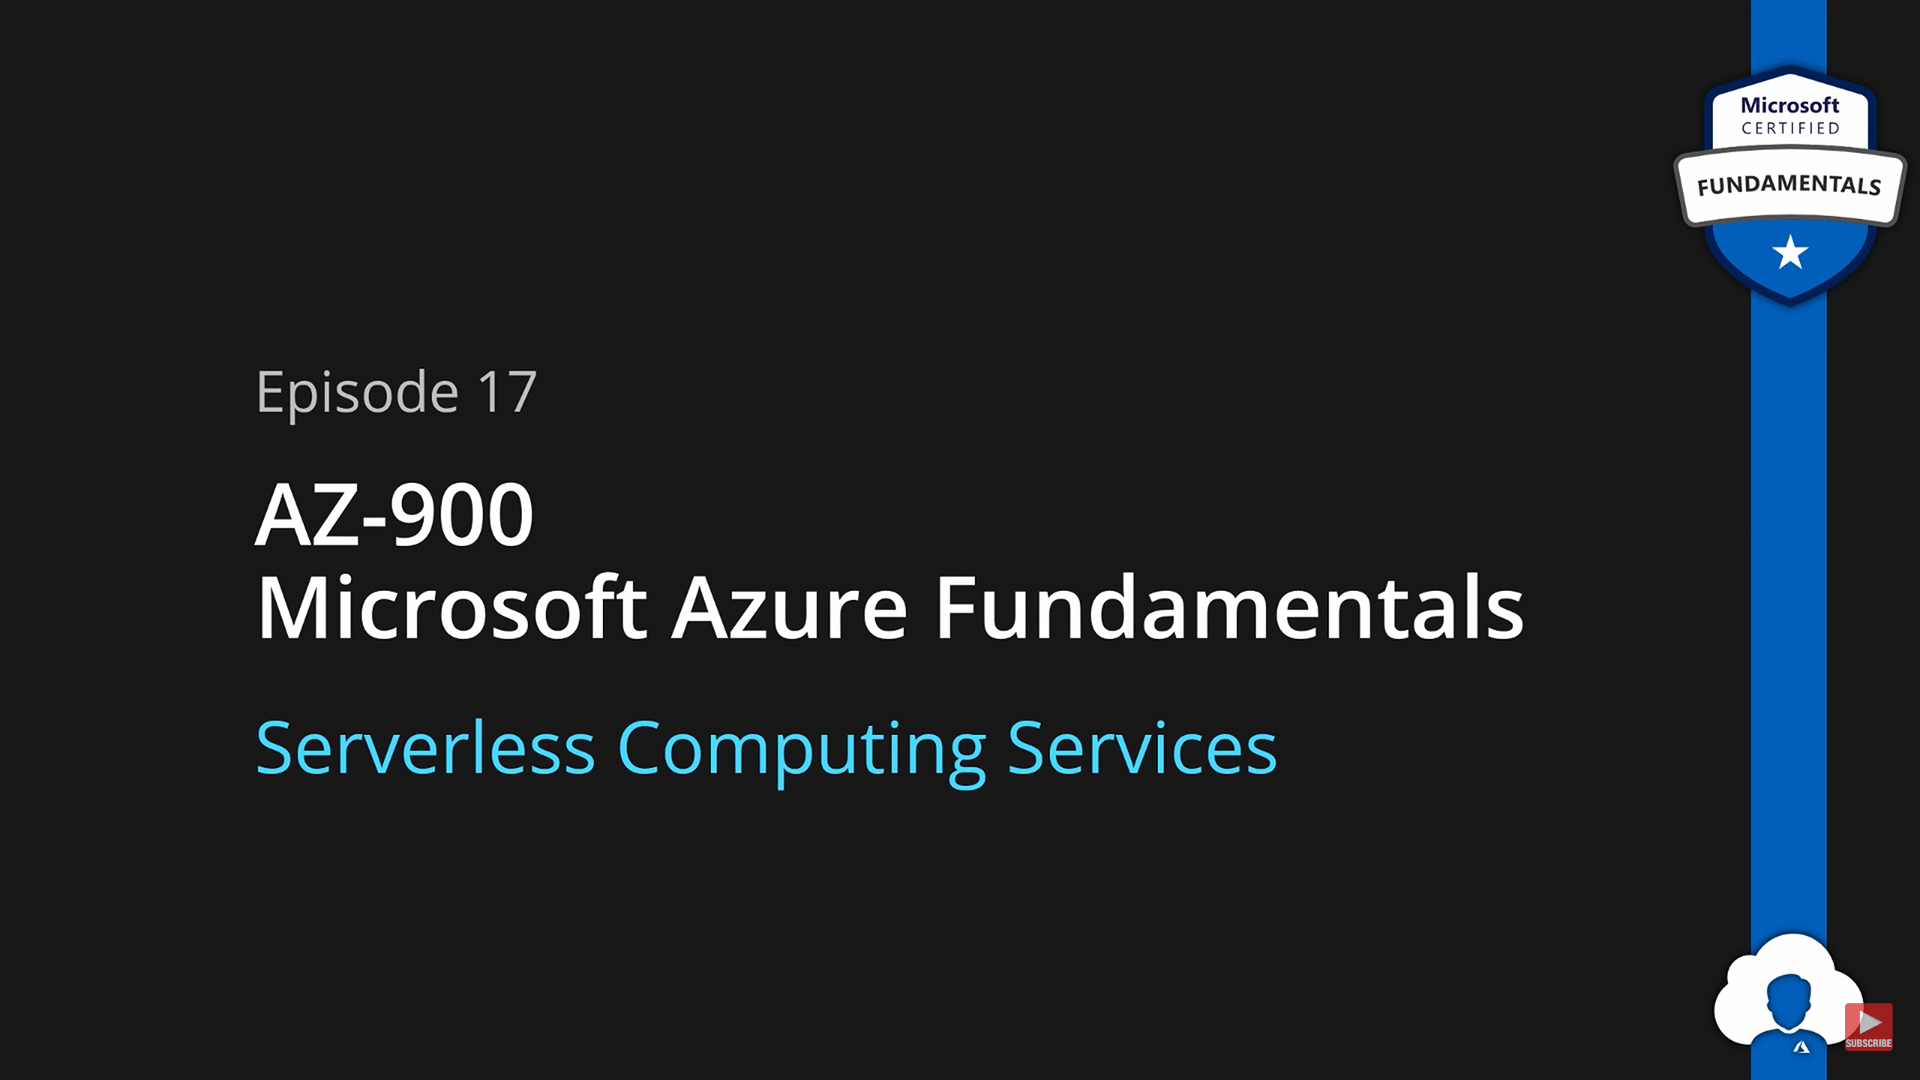 Microsoft
CERTIFIED
FUNDAMENTALS
Episode 17
AZ-900
Microsoft Azure Fundamentals
Serverless Computing Services
SUBSCRIBE